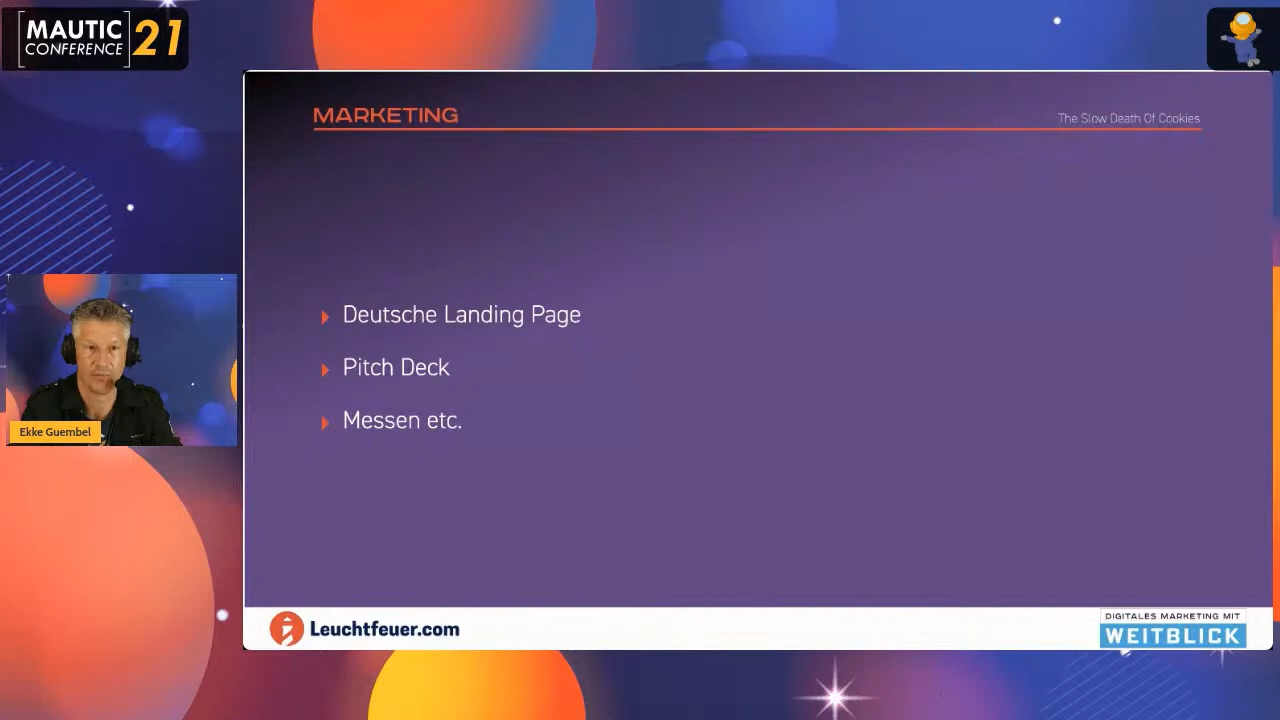 MAUTIC
CONFERENCE
21
MARKETING
The Slow Death Of Cookies
Deutsche Landing Page
Pitch Deck
Messen etc.
Ekke Guembel
Leuchtfeuer.com
DIGITALES MARKETING MIT
WEITBLICK